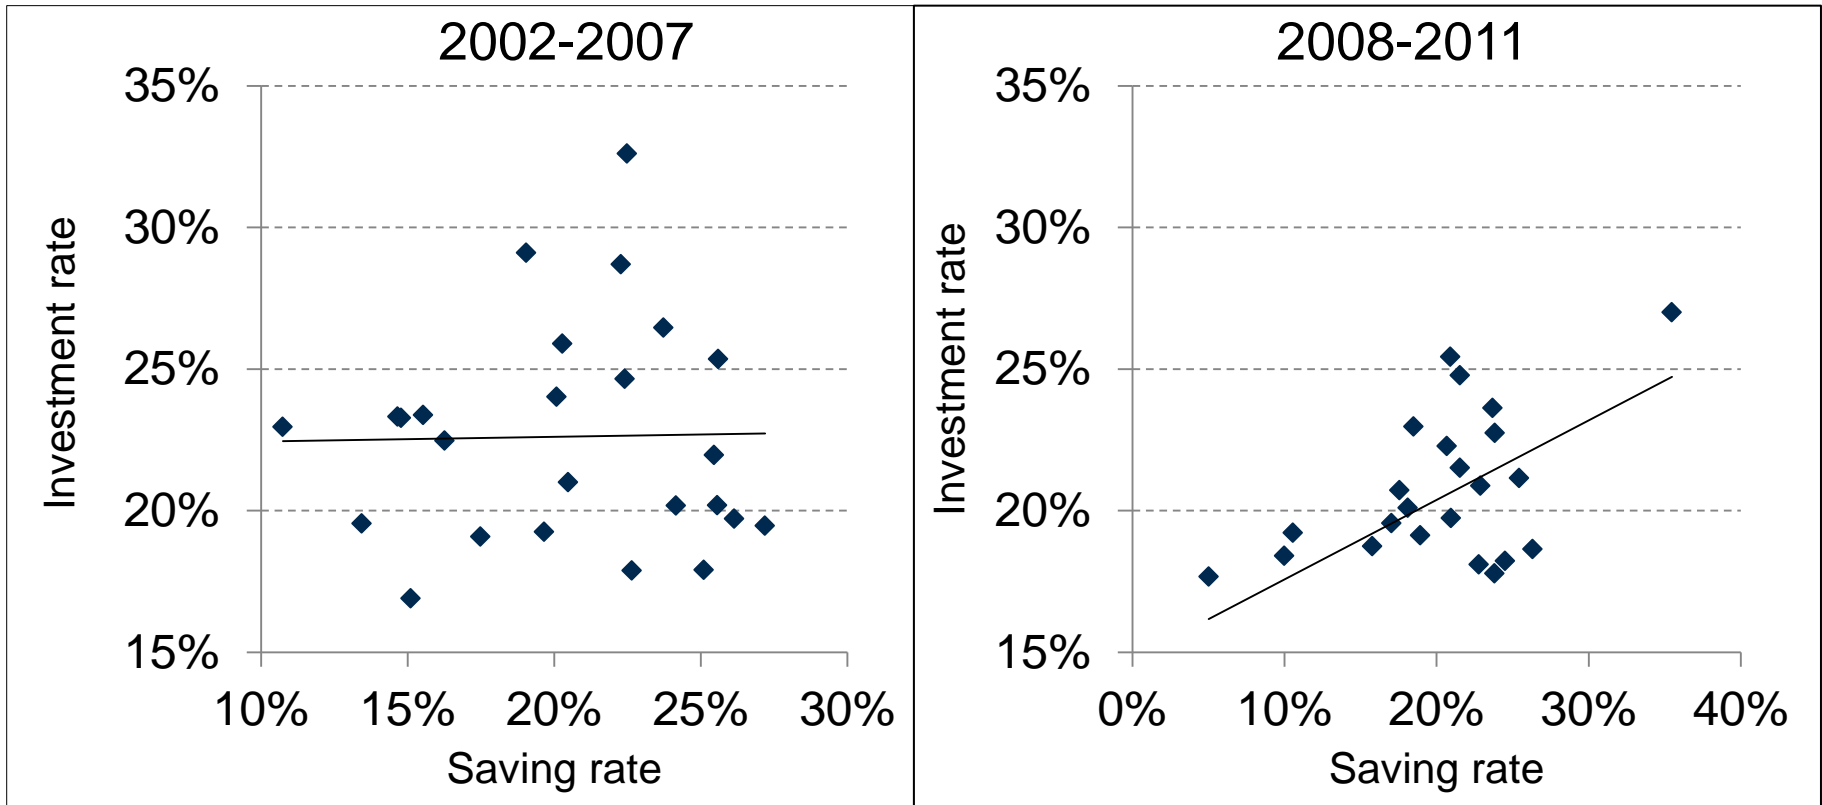 2002-2007
35%
30%
25%
20%
15%
Investment rate
10% 15% 20% 25% 30%
Saving rate
2008-2011
35%
30%
25%
20%
15%
Investment rate
0% 10% 20% 30% 40%
Saving rate